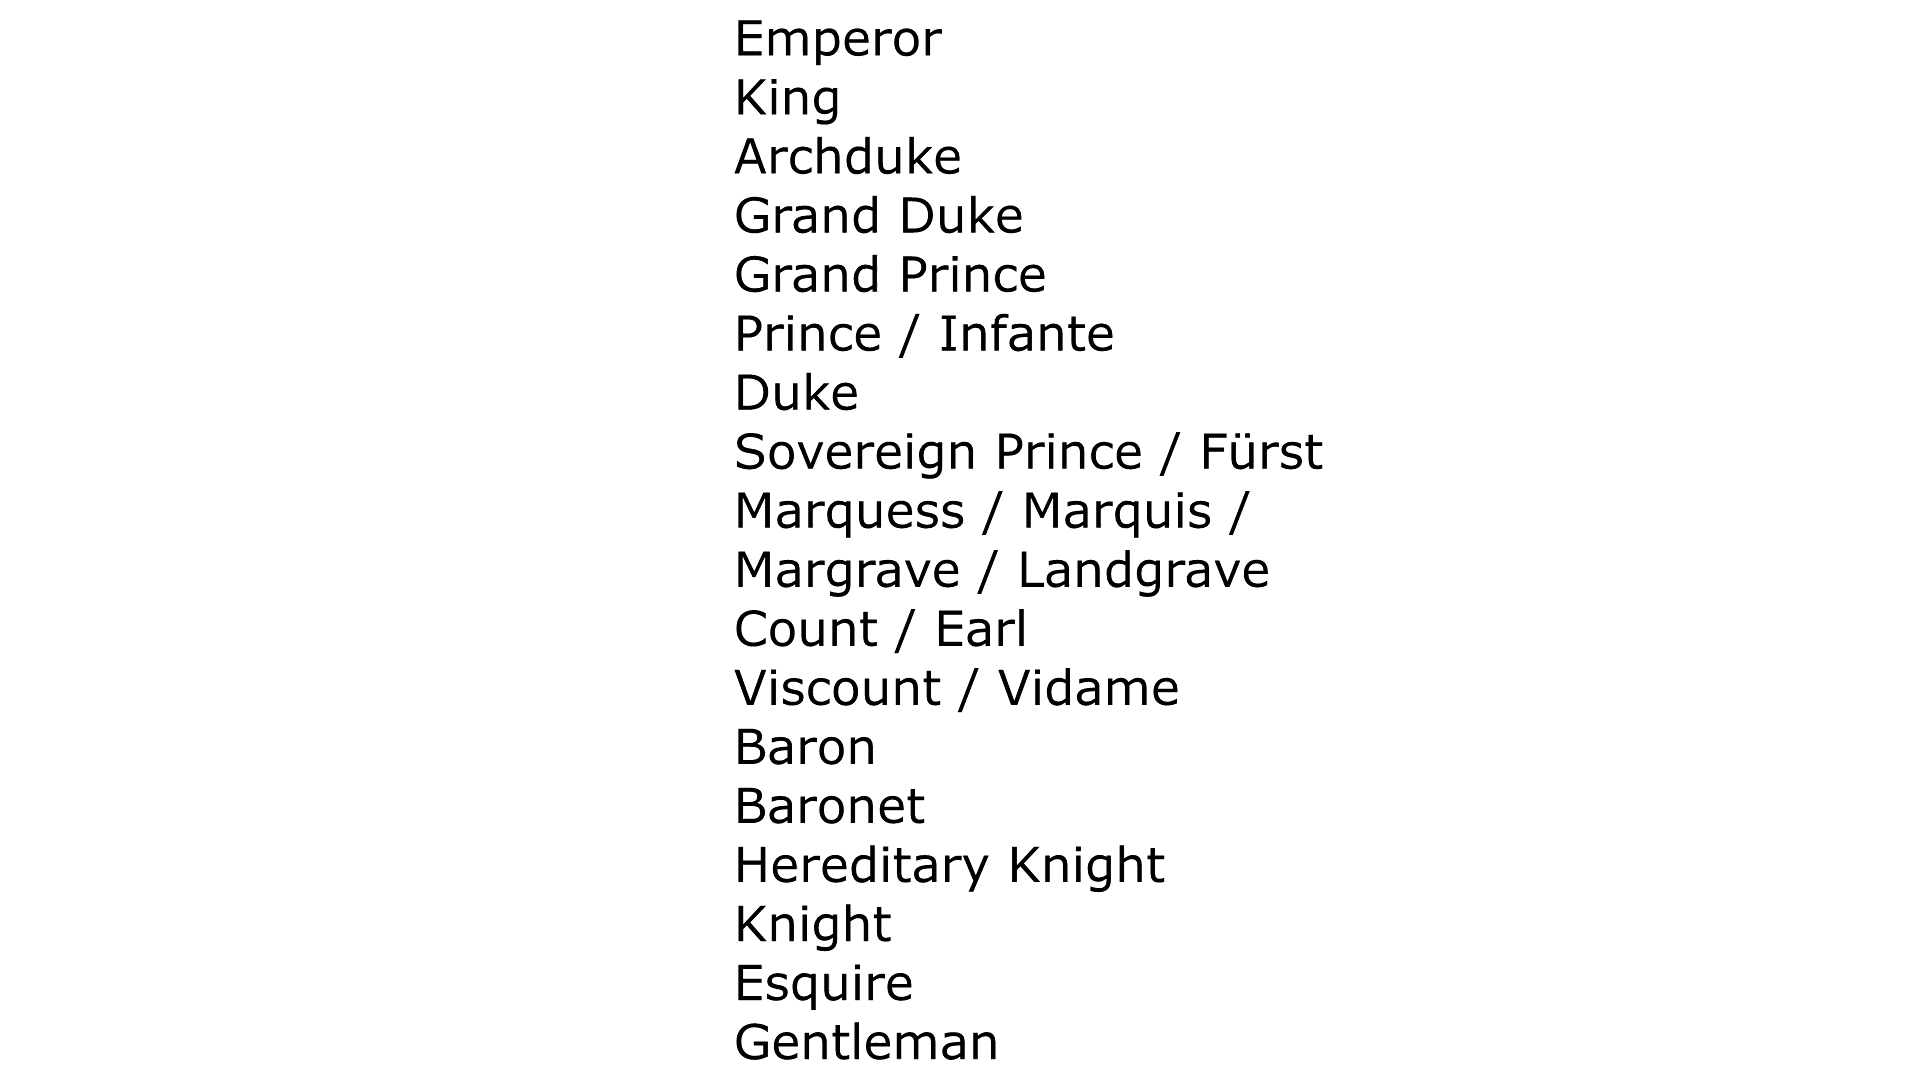 Emperor
King
Archduke
Grand Duke
Grand Prince
Prince / Infante
Duke
Sovereign Prince / Fürst
Marquess / Marquis /
Margrave / Landgrave
Count / Earl
Viscount / Vidame
Baron
Baronet
Hereditary Knight
Knight
Esquire
Gentleman